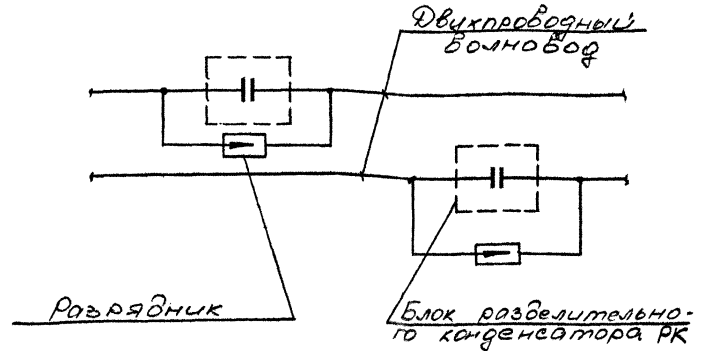 Двухпроводный
волновод
Разрядник
Блок разделительно-
го конденсатора РК